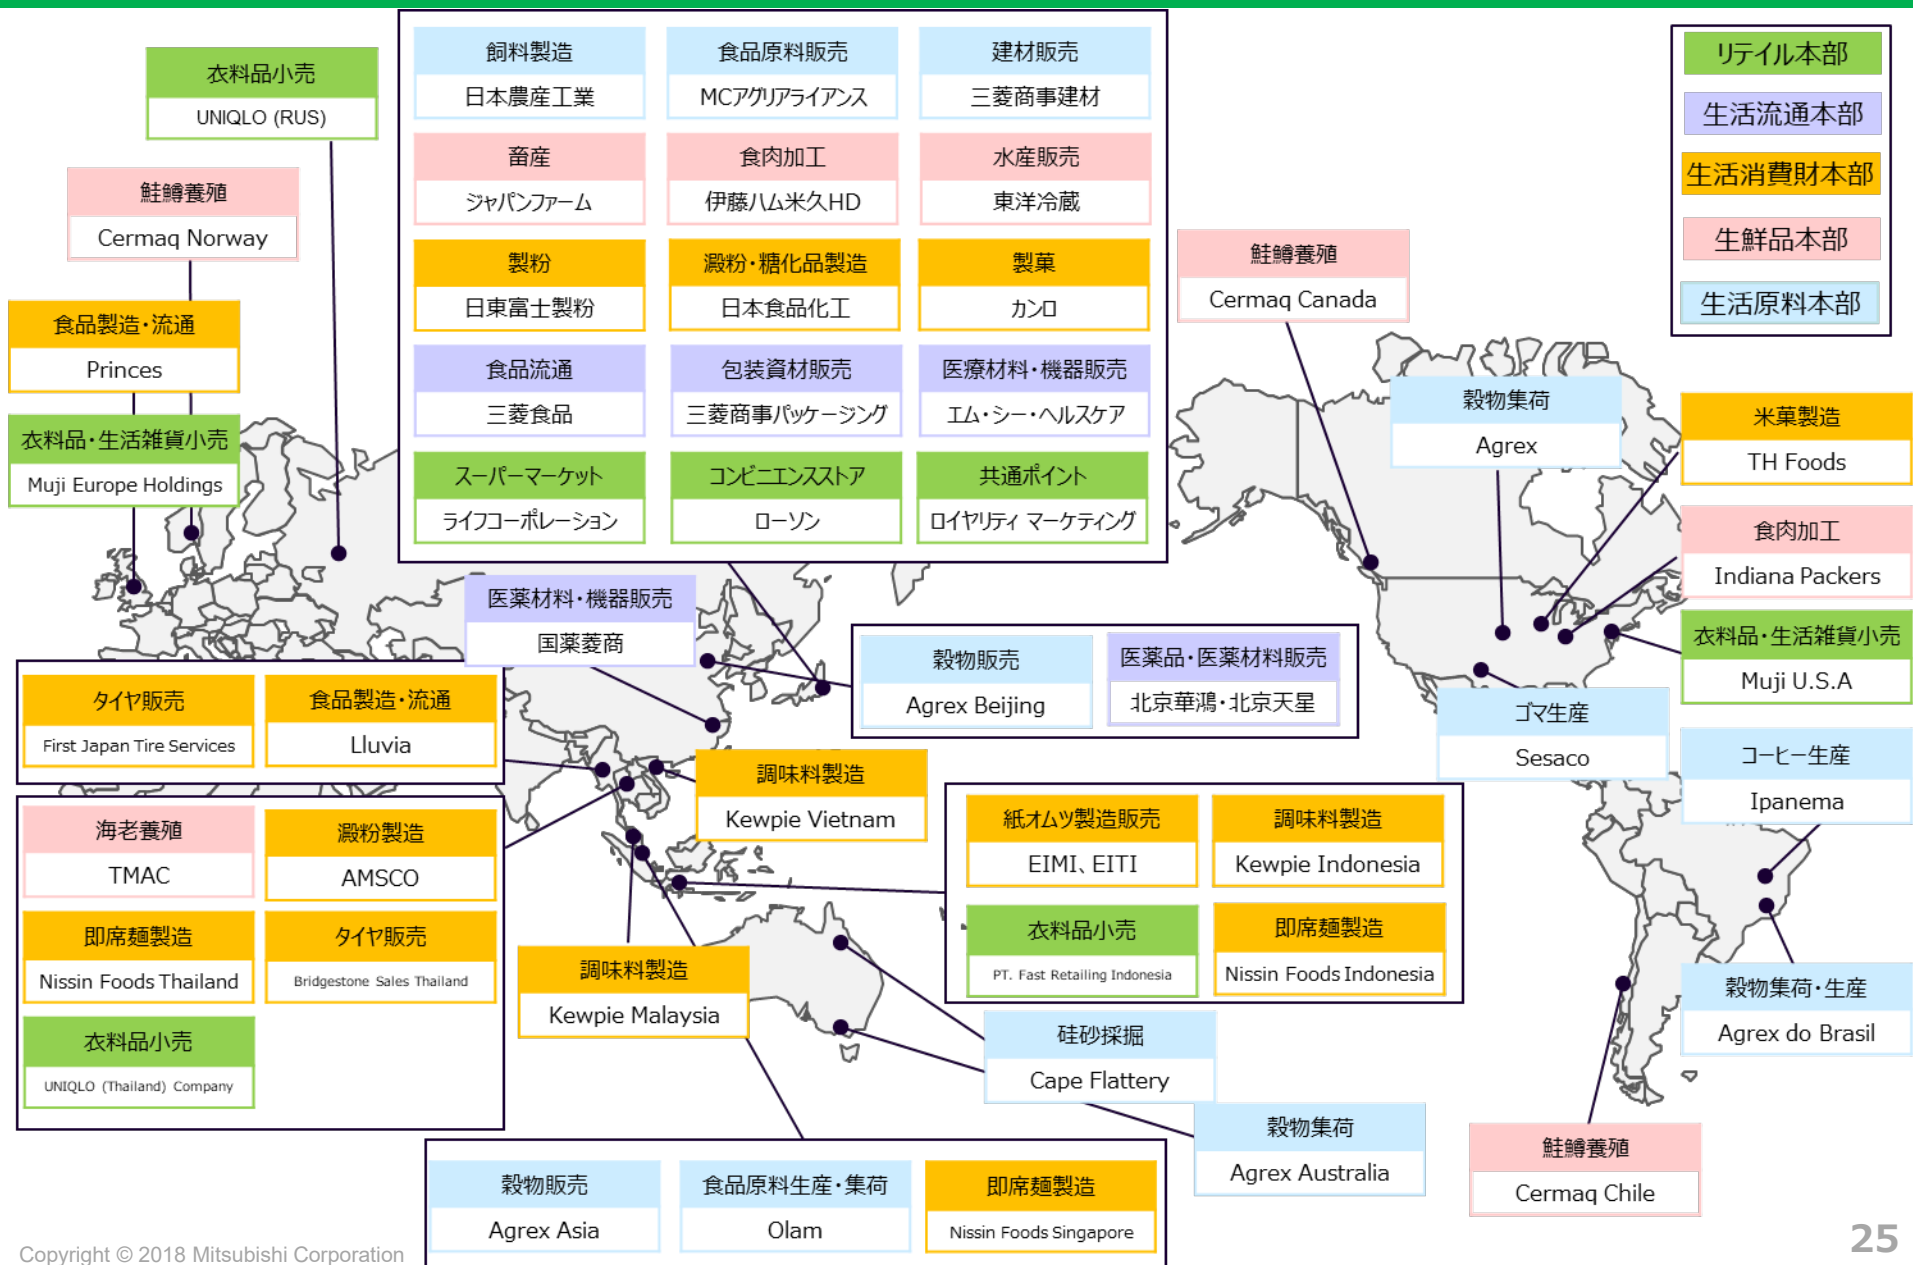 衣料品小売
UNIQLO (RUS)
鮭鱒養殖
Cermaq Norway
食品製造・流通
Princes
衣料品・生活雑貨小売
Muji Europe Holdings
飼料製造
日本農産工業
食品原料販売
MCアグリアライアンス
建材販売
三菱商事建材
畜産
ジャパンファーム
食肉加工
伊藤ハム米久HD
水産販売
東洋冷蔵
製粉
日東富士製粉
澱粉・糖化品製造
日本食品化工
製菓
カンロ
食品流通
三菱食品
包装資材販売
三菱商事パッケージング
医療材料・機器販売
エム・シー・ヘルスケア
スーパーマーケット
ライフコーポレーション
コンビニエンスストア
ローソン
共通ポイント
ロイヤリティ マーケティング
リテイル本部
生活流通本部
生活消費財本部
生鮮品本部
生活原料本部
鮭鱒養殖
Cermaq Canada
穀物集荷
Agrex
米菓製造
TH Foods
食肉加工
Indiana Packers
衣料品・生活雑貨小売
Muji U.S.A
医薬材料・機器販売
国薬菱商
穀物販売
Agrex Beijing
医薬品・医薬材料販売
北京華鴻・北京天星
ゴマ生産
Sesaco
コーヒー生産
Ipanema
タイヤ販売
First Japan Tire Services
食品製造・流通
Lluvia
調味料製造
Kewpie Vietnam
海老養殖
TMAC
澱粉製造
AMSCO
即席麺製造
Nissin Foods Thailand
タイヤ販売
Bridgestone Sales Thailand
衣料品小売
UNIQLO (Thailand) Company
紙オムツ製造販売
EIMI、EITI
調味料製造
Kewpie Indonesia
衣料品小売
PT. Fast Retailing Indonesia
即席麺製造
Nissin Foods Indonesia
調味料製造
Kewpie Malaysia
穀物集荷・生産
Agrex do Brasil
硅砂採掘
Cape Flattery
穀物集荷
Agrex Australia
鮭鱒養殖
Cermaq Chile
穀物販売
Agrex Asia
食品原料生産・集荷
Olam
即席麺製造
Nissin Foods Singapore
Copyright © 2018 Mitsubishi Corporation
25